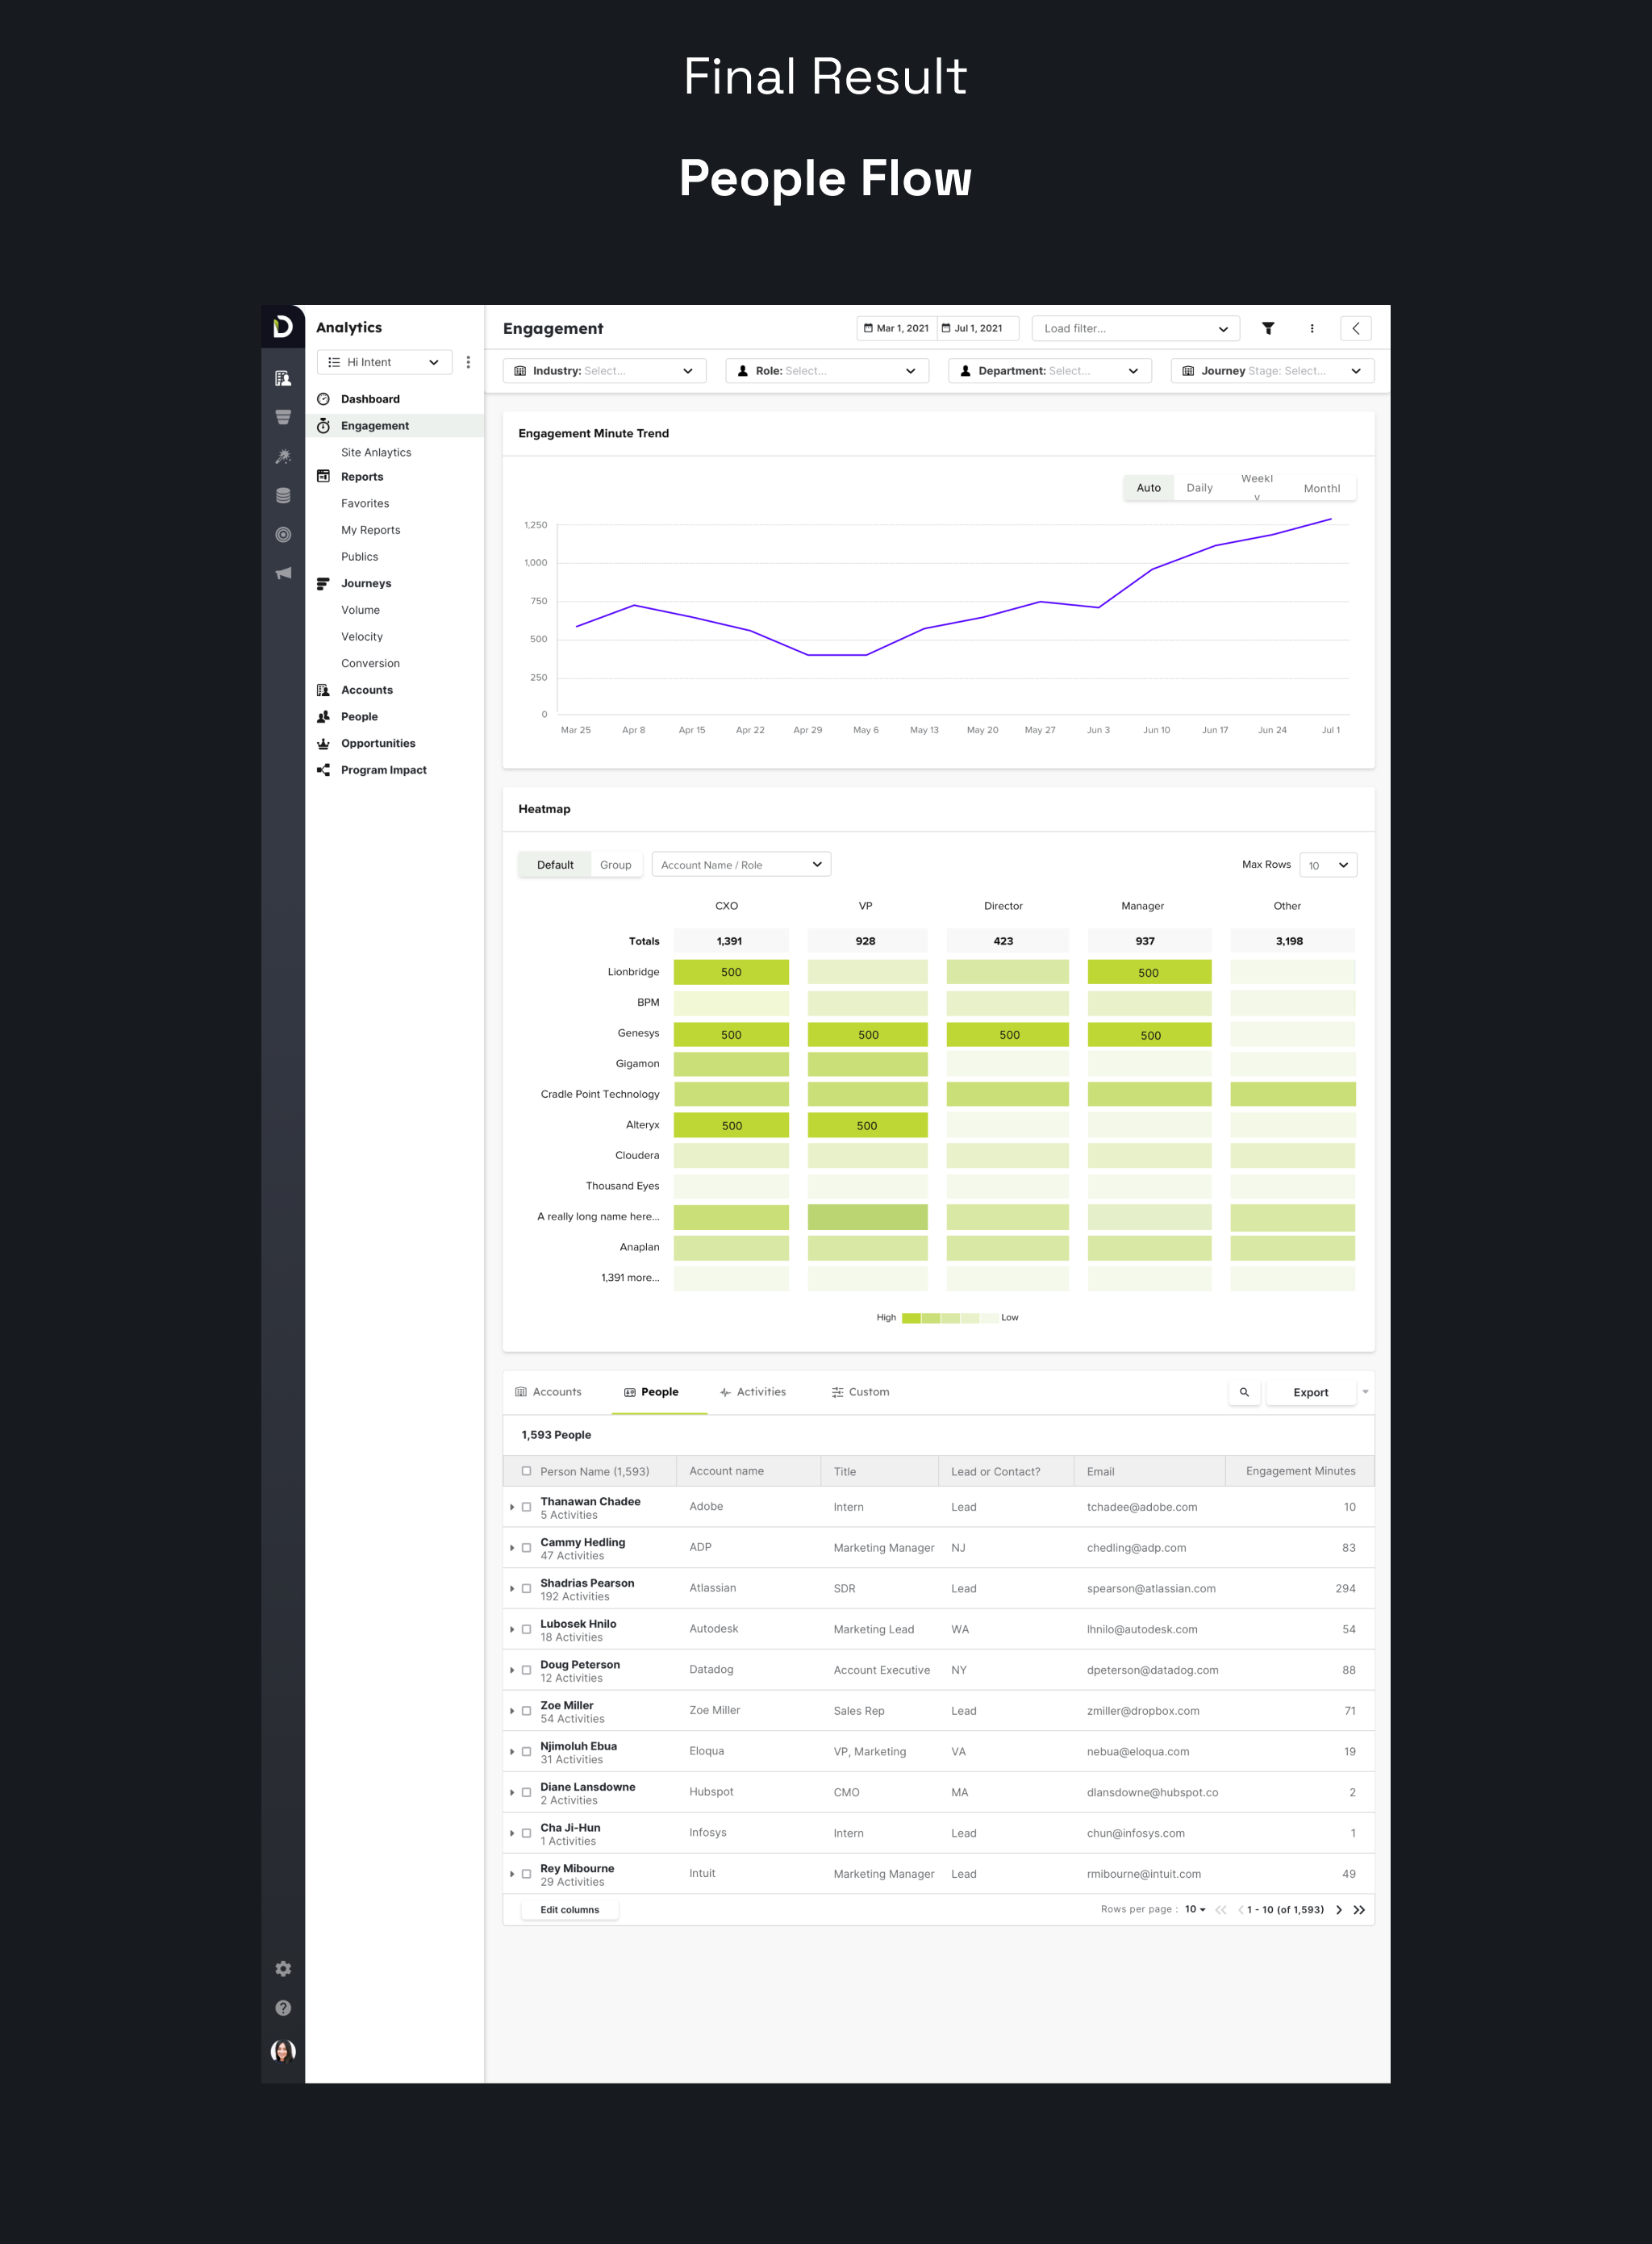 Final Result
People Flow
Analytics
Hi Intent
Dashboard
Engagement
Site Anlaytics
Reports
Favorites
My Reports
Publics
Journeys
Volume
Velocity
Conversion
Accounts
People
Opportunities
Program Impact
Engagement
Mar 1, 2021 Jul 1, 2021 Load filter...
Industry: Select... Role: Select... Department: Select... Journey Stage: Select...
Engagement Minute Trend
Auto Daily Weekly Monthl
1,250
1,000
750
500
250
0
Mar 25 Apr 8 Apr 15 Apr 22 Apr 29 May 6 May 13 May 20 May 27 Jun 3 Jun 10 Jun 17 Jun 24 Jul 1
Heatmap
Default Group Account Name / Role Max Rows 10
CXO VP Director Manager Other
Totals 1,391 928 423 937 3,198
Lionbridge 500 500
BPM
Genesys 500 500 500 500
Gigamon
Cradle Point Technology
Alteryx 500 500
Cloudera
Thousand Eyes
A really long name here...
Anaplan
1,391 more...
High Low
Accounts People Activities Custom Export
1,593 People
Person Name (1,593) Account name Title Lead or Contact? Email Engagement Minutes
Thanawan Chadee Adobe Intern Lead tchadee@adobe.com 10
5 Activities
Cammy Hedling ADP Marketing Manager NJ chedling@adp.com 83
47 Activities
Shadrias Pearson Atlassian SDR Lead spearson@atlassian.com 294
192 Activities
Lubosek Hnilo Autodesk Marketing Lead WA lhnilo@autodesk.com 54
18 Activities
Doug Peterson Datadog Account Executive NY dpeterson@datadog.com 88
12 Activities
Zoe Miller Zoe Miller Sales Rep Lead zmiller@dropbox.com 71
54 Activities
Njimoluh Ebua Eloqua VP, Marketing VA nebua@eloqua.com 19
31 Activities
Diane Lansdowne Hubspot CMO MA dlansdowne@hubspot.co 2
2 Activities
Cha Ji-Hun Infosys Intern Lead chun@infosys.com 1
1 Activities
Rey Mibourne Intuit Marketing Manager Lead rmibourne@intuit.com 49
29 Activities
Edit columns Rows per page : 10 1 - 10 (of 1,593)